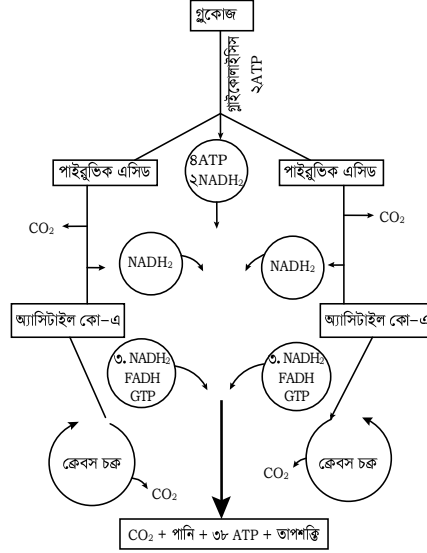 গ্লুকোজ
গ্লাইকোলাইসিস
২ATP
৪ATP
২NADH₂
পাইরুভিক এসিড
পাইরুভিক এসিড
CO₂
CO₂
NADH₂
NADH₂
অ্যাসিটাইল কো-এ
অ্যাসিটাইল কো-এ
৩. NADH₂
FADH
GTP
৩. NADH₂
FADH
GTP
ক্রেবস চক্র
ক্রেবস চক্র
CO₂
CO₂
CO₂ + পানি + ৩৮ ATP + তাপশক্তি